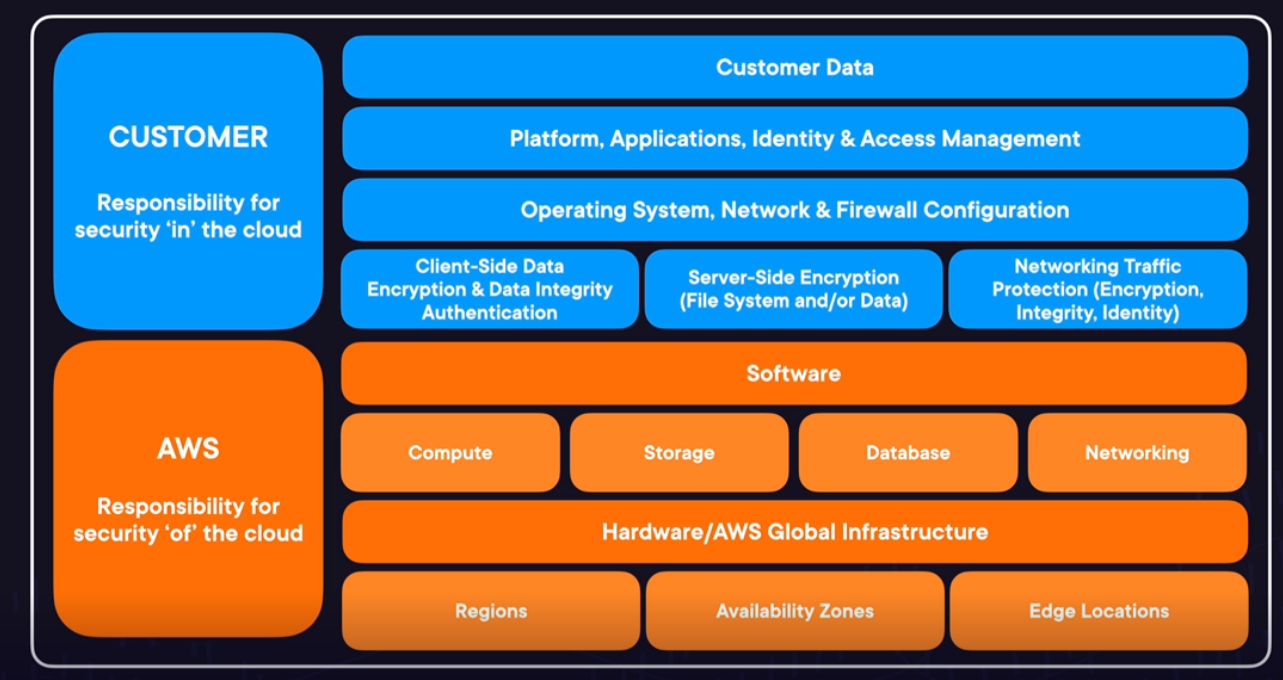 CUSTOMER
Responsibility for
security ‘in’ the cloud
Customer Data
Platform, Applications, Identity & Access Management
Operating System, Network & Firewall Configuration
Client-Side Data
Encryption & Data Integrity
Authentication
Server-Side Encryption
(File System and/or Data)
Networking Traffic
Protection (Encryption,
Integrity, Identity)
AWS
Responsibility for
security ‘of’ the cloud
Software
Compute
Storage
Database
Networking
Hardware/AWS Global Infrastructure
Regions
Availability Zones
Edge Locations